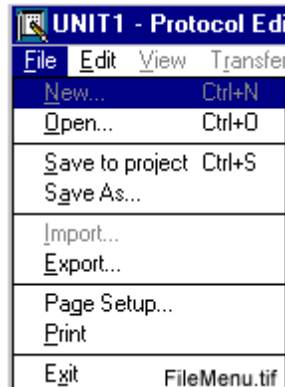 UNIT1 - Protocol Edi
File Edit View Transfer
New... Ctrl+N
Open... Ctrl+O
Save to project Ctrl+S
Save As...
Import...
Export...
Page Setup...
Print
Exit
FileMenu.tif